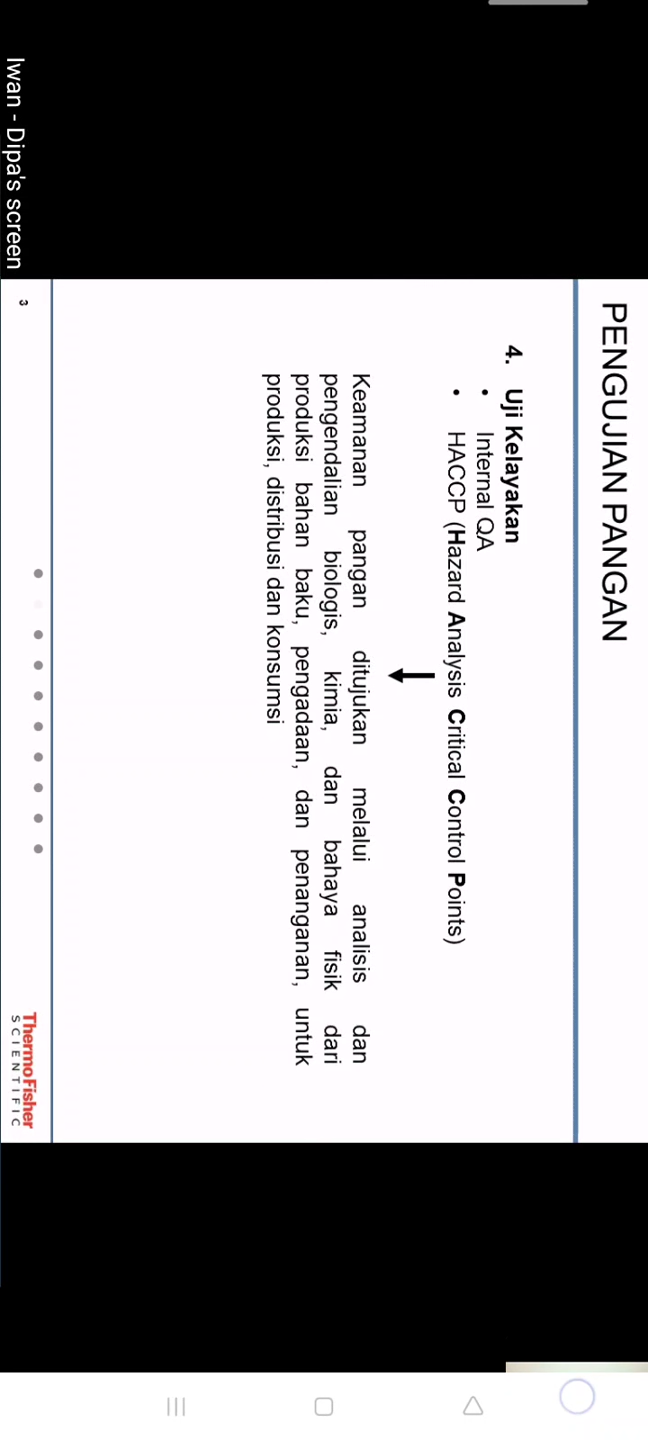 PENGUJIAN PANGAN
4. Uji Kelayakan
• Internal QA
• HACCP (Hazard Analysis Critical Control Points)
Keamanan pangan ditujukan melalui analisis dan
pengendalian biologis, kimia, dan bahaya fisik dari
produksi bahan baku, pengadaan, dan penanganan, untuk
produksi, distribusi dan konsumsi
3
ThermoFisher
SCIENTIFIC
Iwan - Dipa's screen